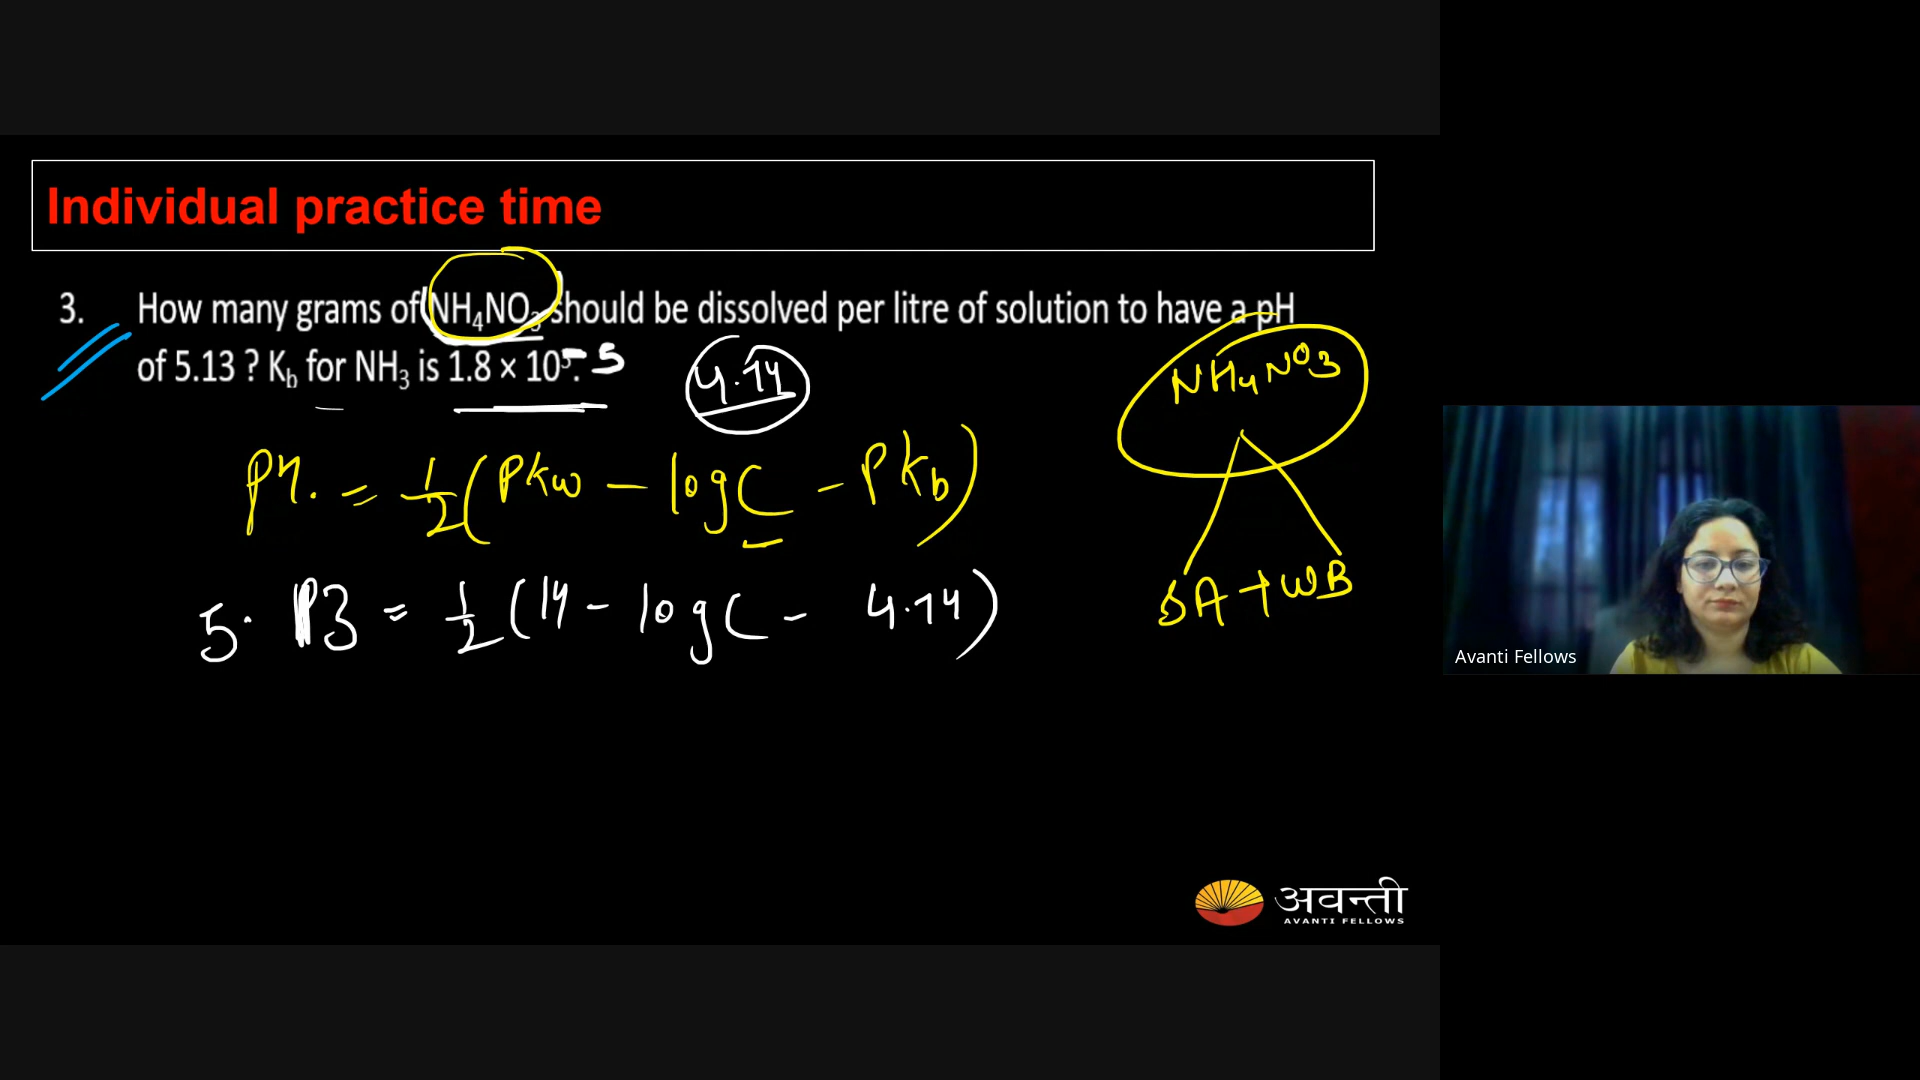 Individual practice time
3. How many grams of NH₄NO₃ should be dissolved per litre of solution to have a pH
of 5.13 ? K_b for NH₃ is 1.8 × 10⁵. - 5
4.74
NH₄NO₃
pH. = 1/2 (PKw - log C - PKb)
5.13 = 1/2 (14 - log C - 4.74)
SA + WB
Avanti Fellows
अवन्ती
AVANTI FELLOWS